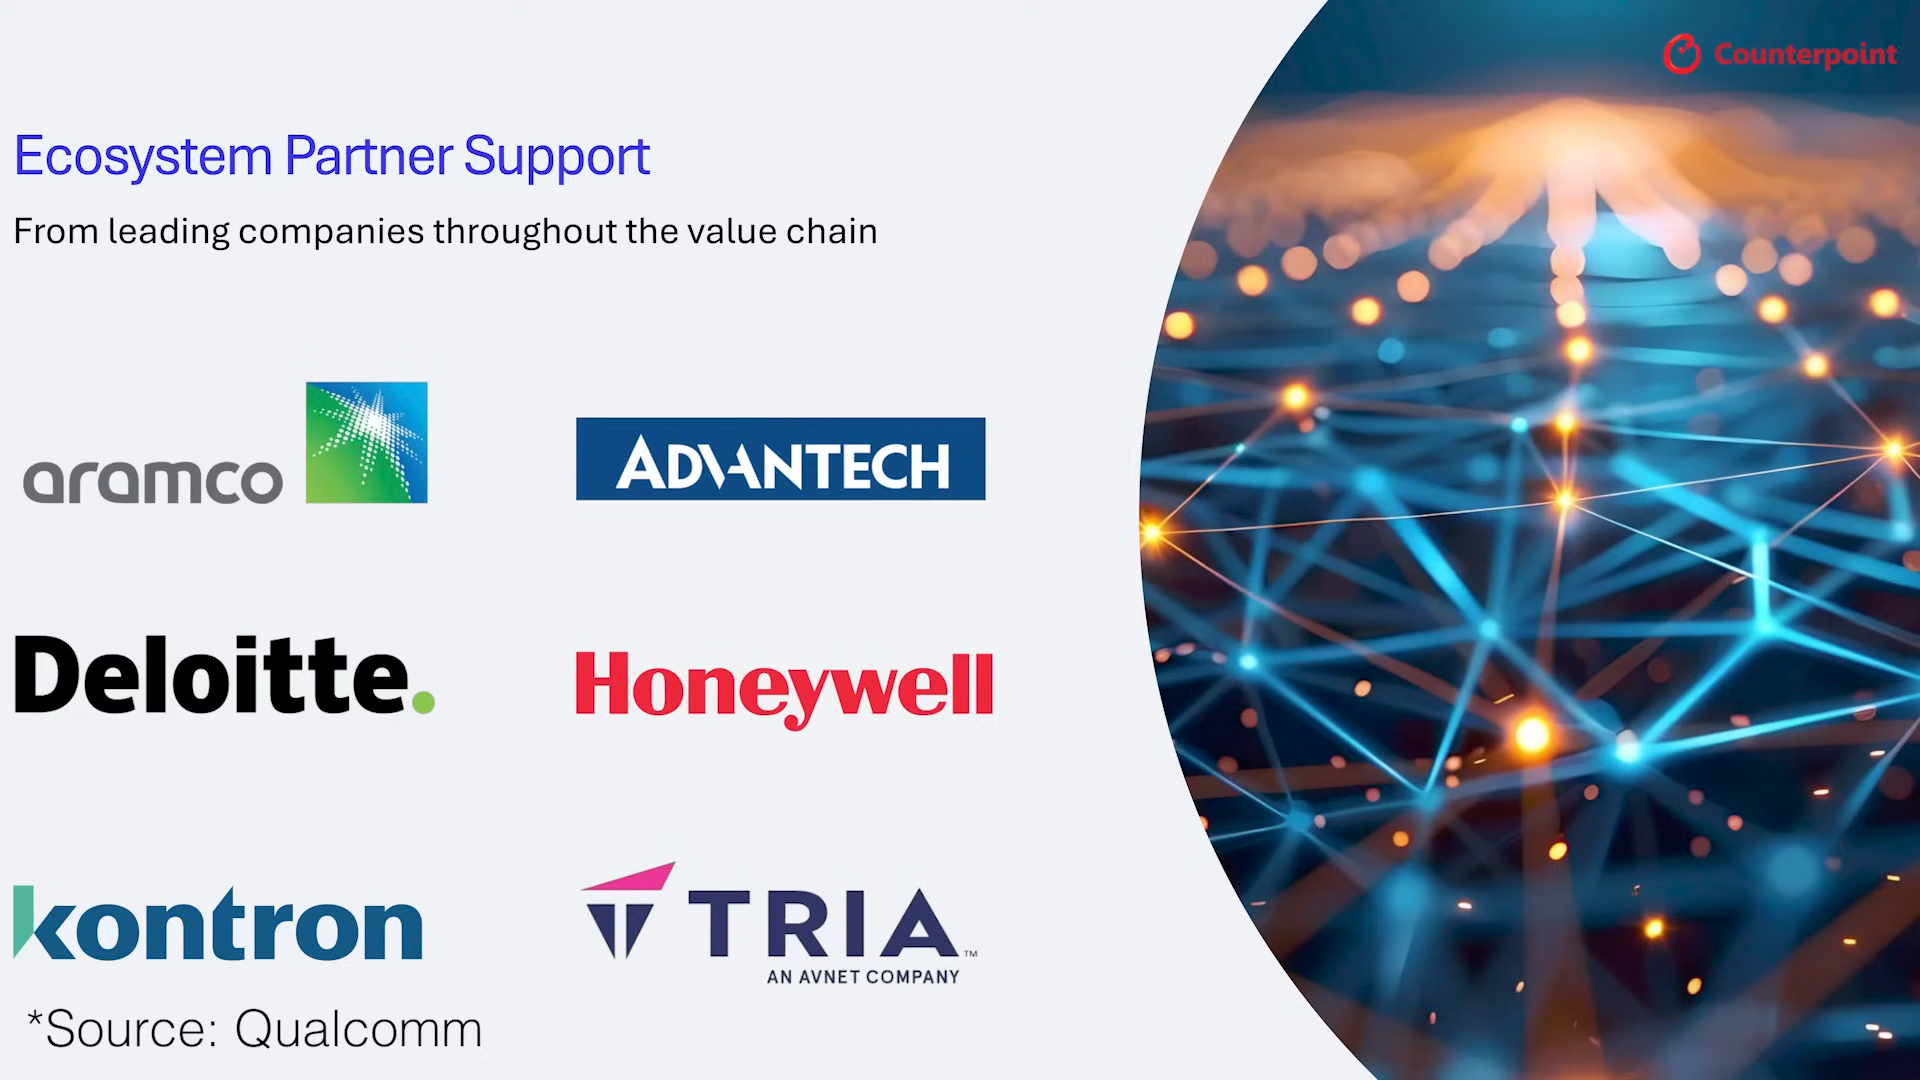 Counterpoint
Ecosystem Partner Support
From leading companies throughout the value chain
aramco
ADVANTECH
Deloitte.
Honeywell
kontron
TRIA™
AN AVNET COMPANY
*Source: Qualcomm